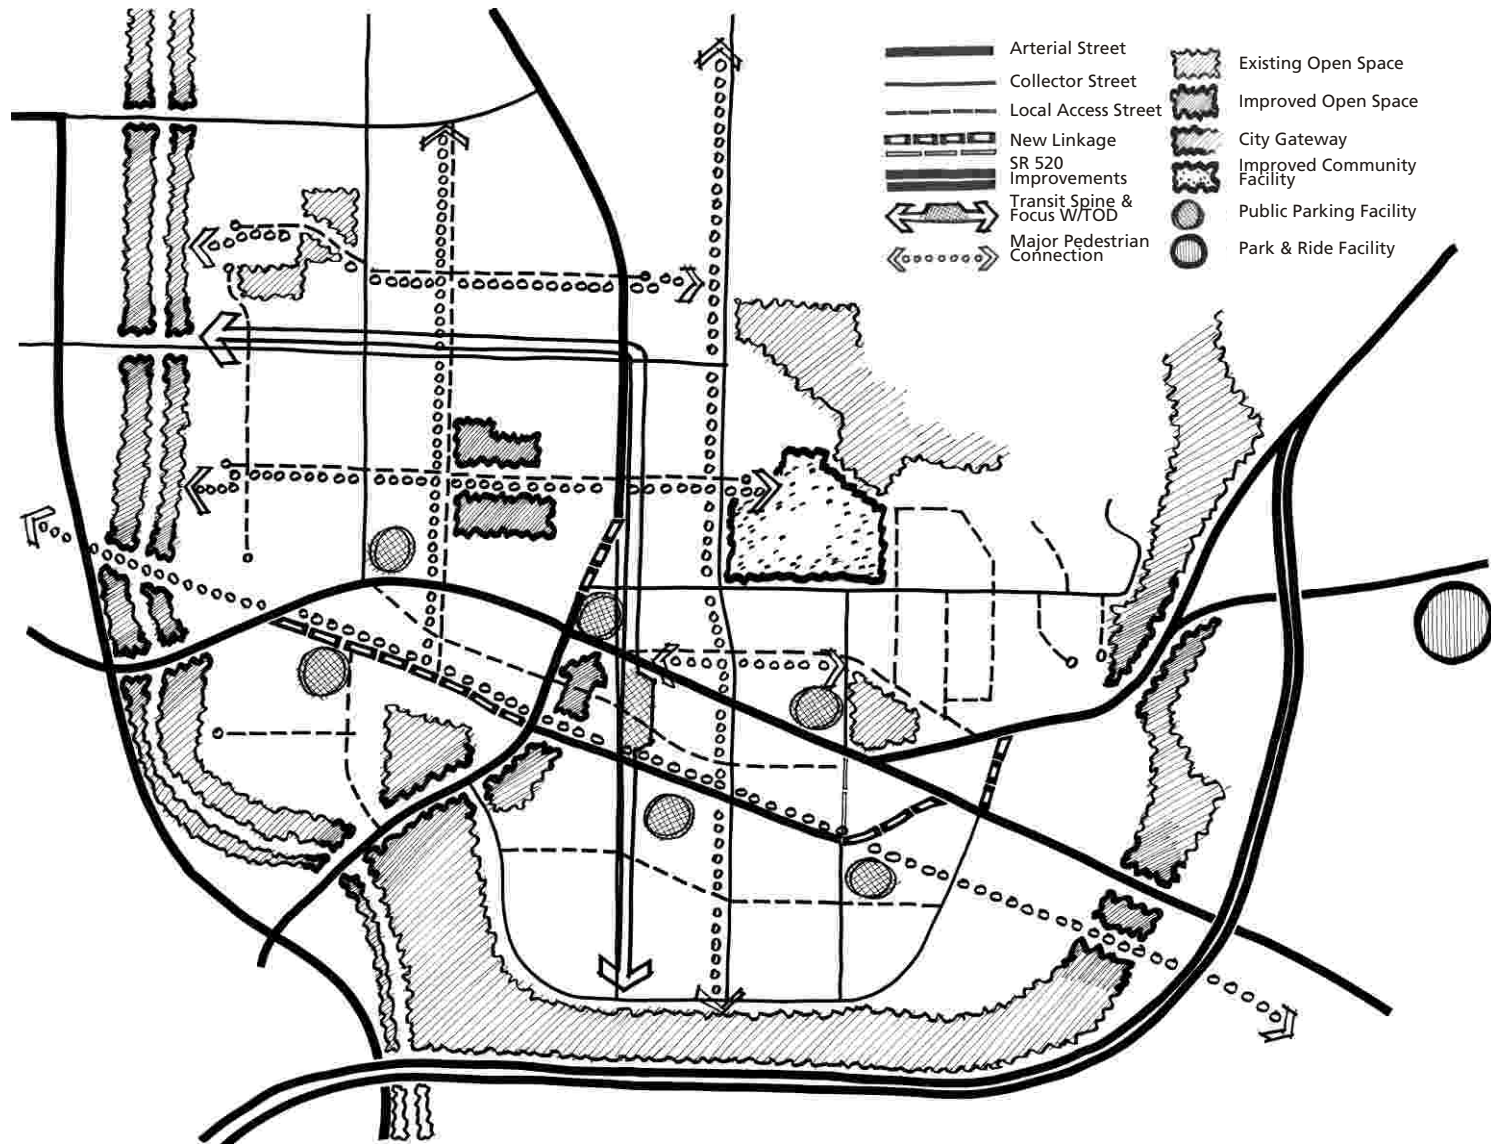 Arterial Street
Collector Street
Local Access Street
New Linkage
SR 520
Improvements
Transit Spine &
Focus W/TOD
Major Pedestrian
Connection
Existing Open Space
Improved Open Space
City Gateway
Improved Community
Facility
Public Parking Facility
Park & Ride Facility